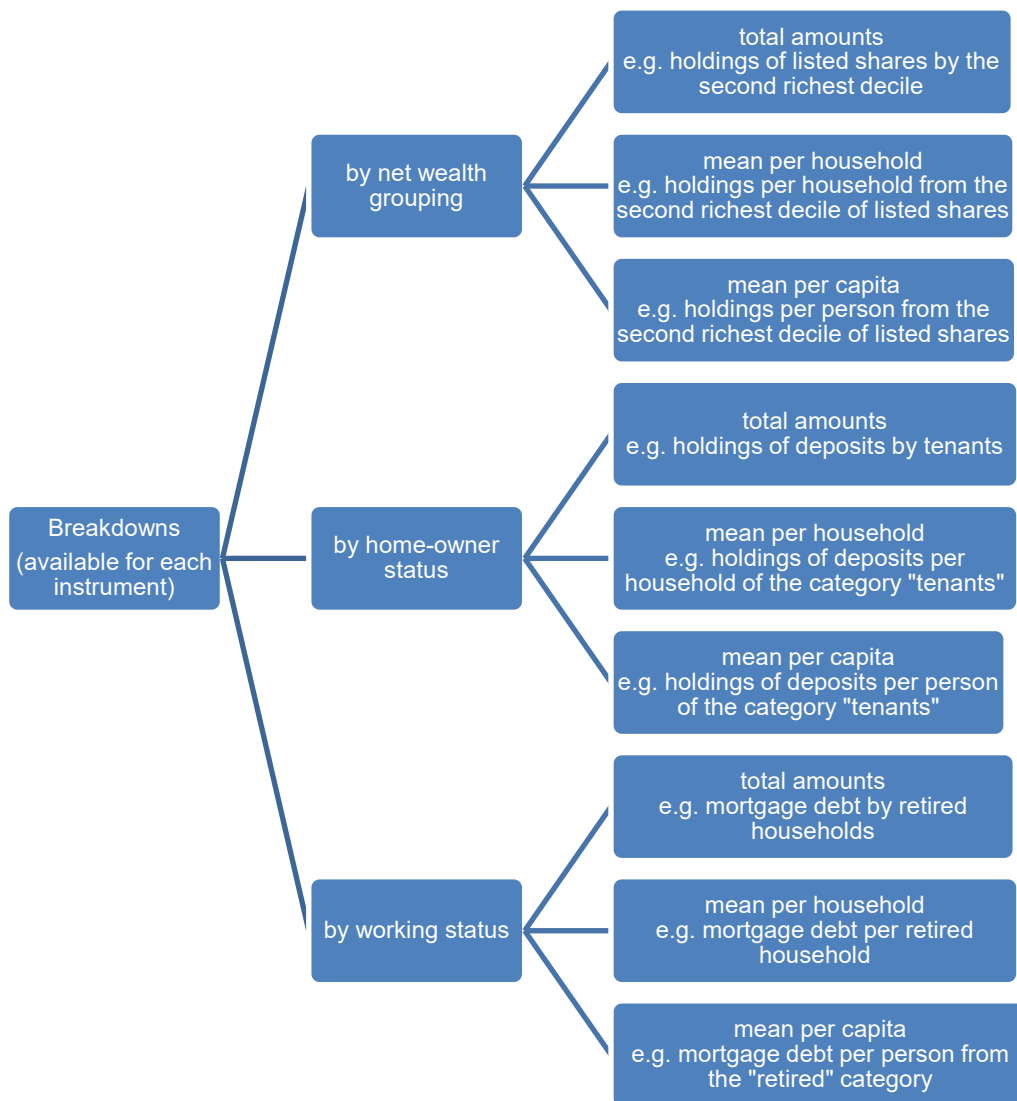 Breakdowns
(available for each
instrument)
by net wealth
grouping
total amounts
e.g. holdings of listed shares by the
second richest decile
mean per household
e.g. holdings per household from the
second richest decile of listed shares
mean per capita
e.g. holdings per person from the
second richest decile of listed shares
by home-owner
status
total amounts
e.g. holdings of deposits by tenants
mean per household
e.g. holdings of deposits per
household of the category "tenants"
mean per capita
e.g. holdings of deposits per person
of the category "tenants"
by working status
total amounts
e.g. mortgage debt by retired
households
mean per household
e.g. mortgage debt per retired
household
mean per capita
e.g. mortgage debt per person from
the "retired" category